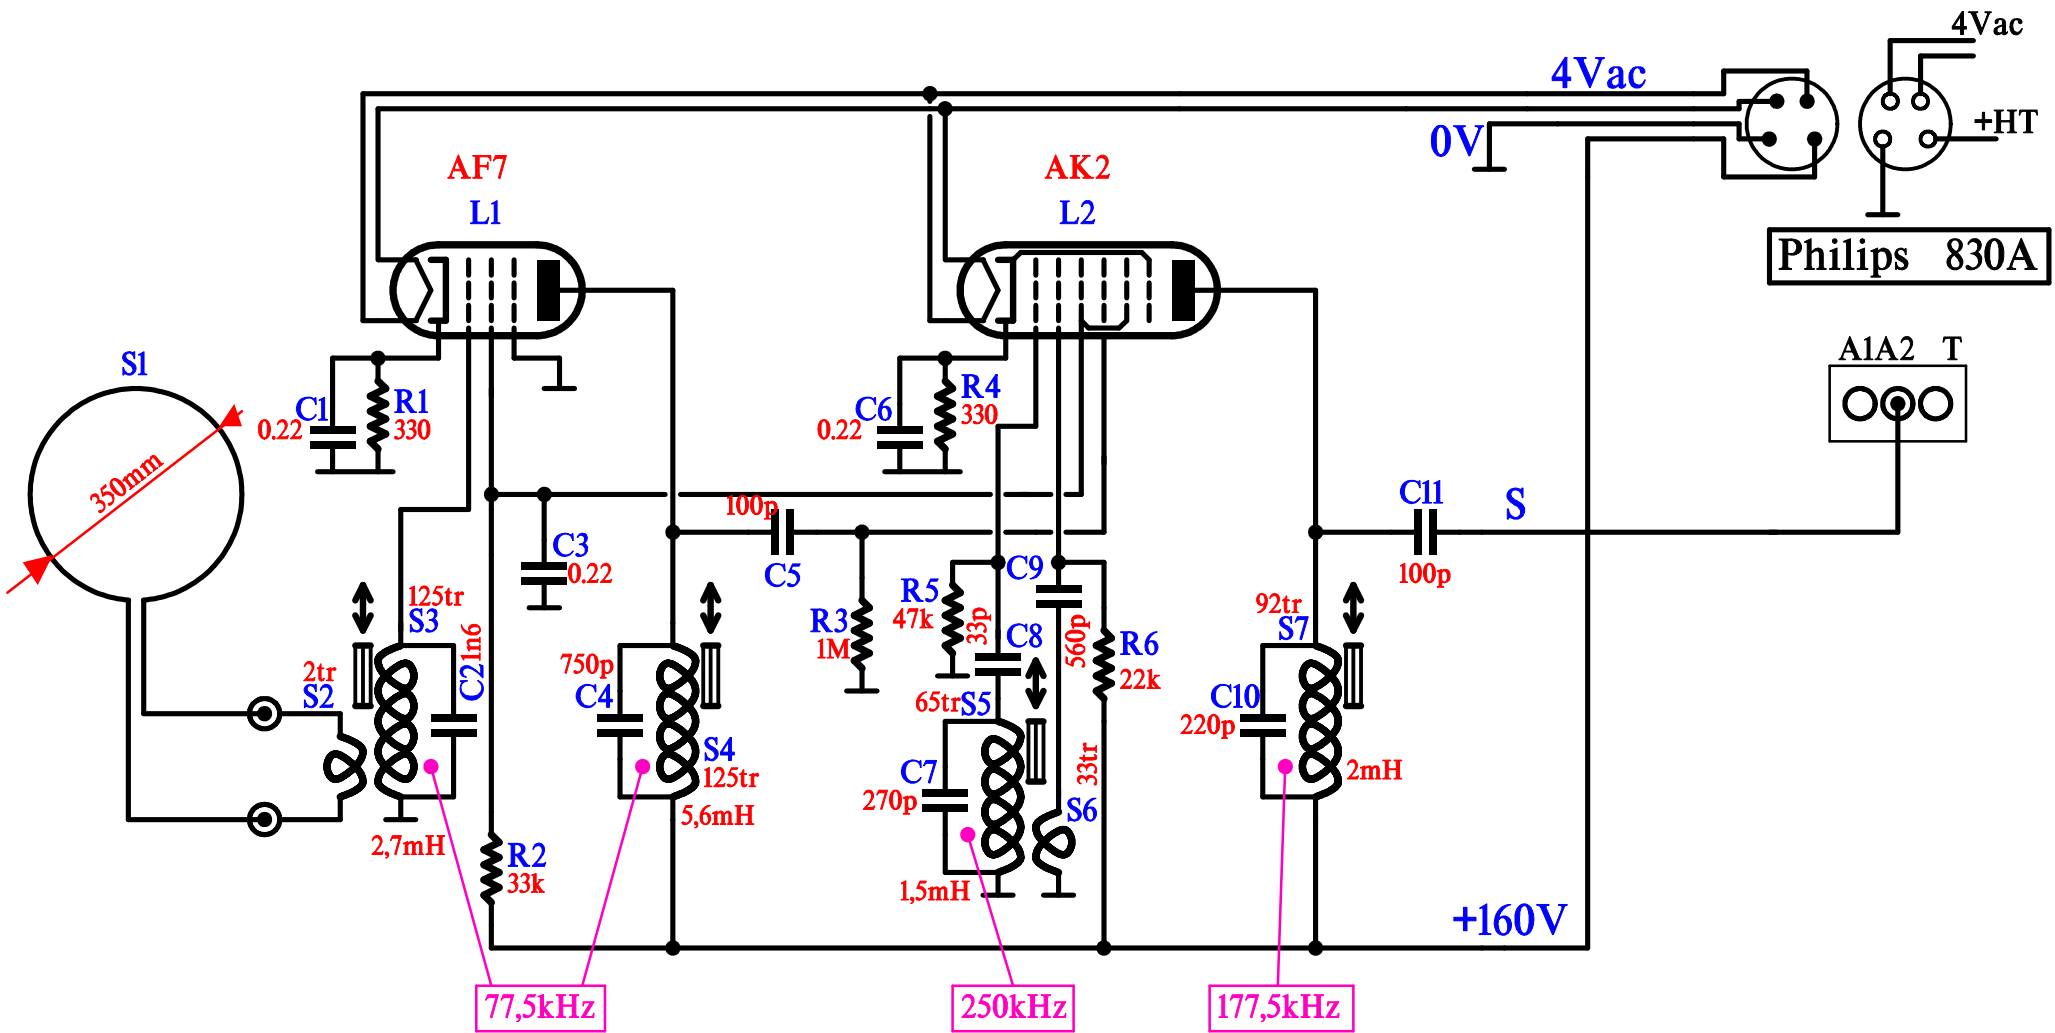 4Vac
4Vac
+HT
0V
AF7
L1
AK2
L2
Philips 830A
A1A2 T
S1
350mm
C1
0.22
R1
330
C6
0.22
R4
330
100p
C5
C11
100p
S
C3
0.22
125tr
S3
2tr
S2
C2
1n6
2,7mH
750p
C4
S4
125tr
5,6mH
R3
1M
R5
47k
C9
560p
33p
C8
R6
22k
65tr
S5
C7
270p
33tr
S6
1,5mH
92tr
S7
C10
220p
2mH
R2
33k
+160V
77,5kHz
250kHz
177,5kHz